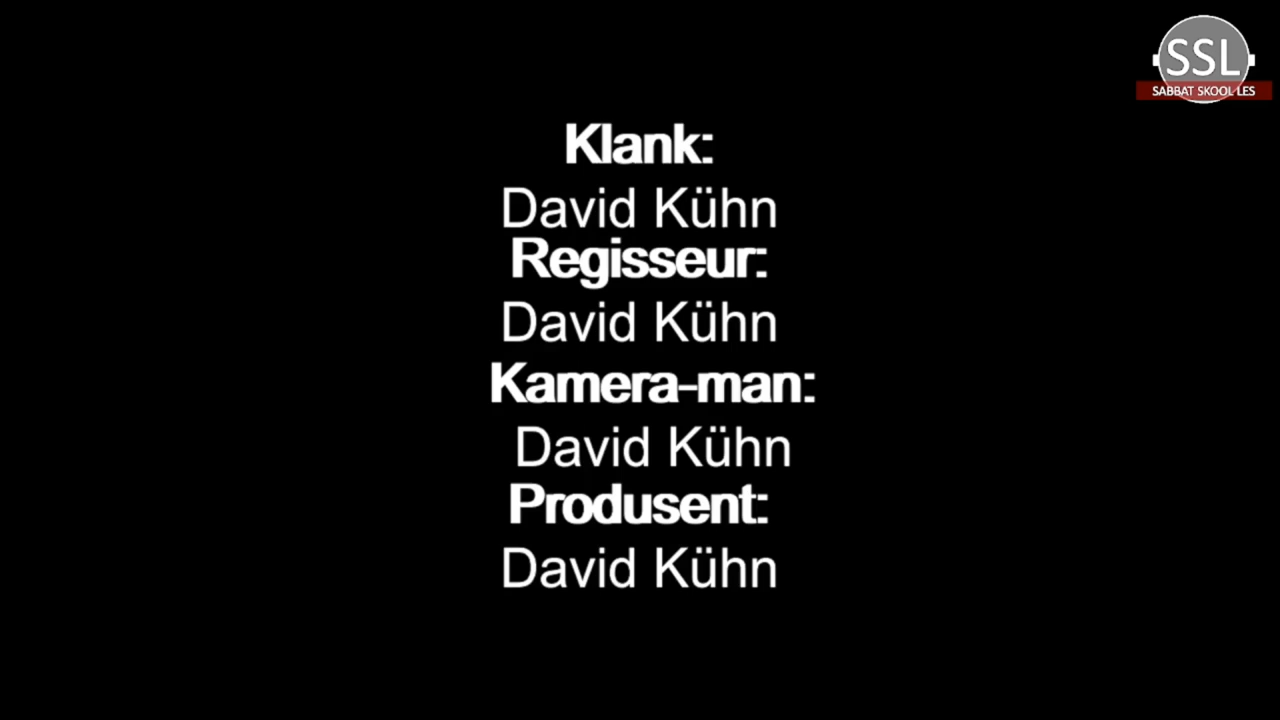 SSL
SABBAT SKOOL LES
Klank:
David Kühn
Regisseur:
David Kühn
Kamera-man:
David Kühn
Produsent:
David Kühn